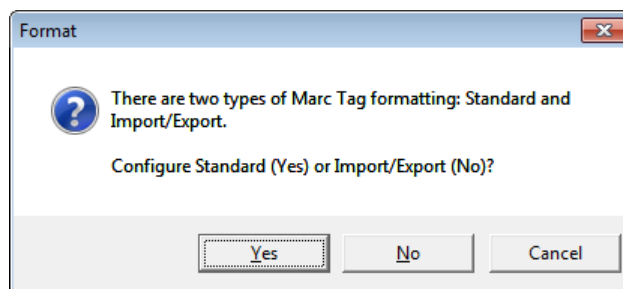 Format
There are two types of Marc Tag formatting: Standard and
Import/Export.
Configure Standard (Yes) or Import/Export (No)?
Yes
No
Cancel